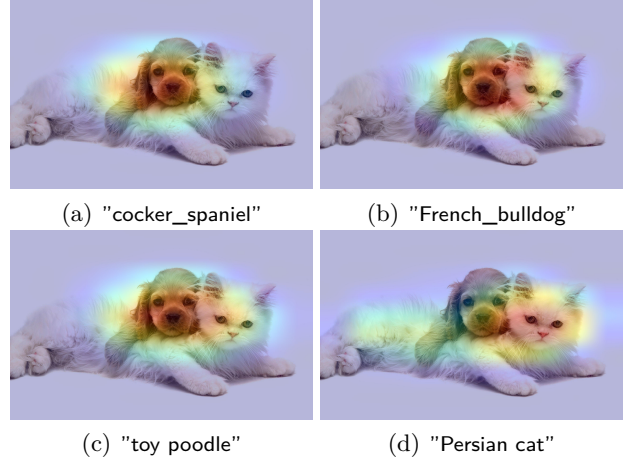 (a) ”cocker_spaniel”
(b) ”French_bulldog”
(c) ”toy poodle”
(d) ”Persian cat”